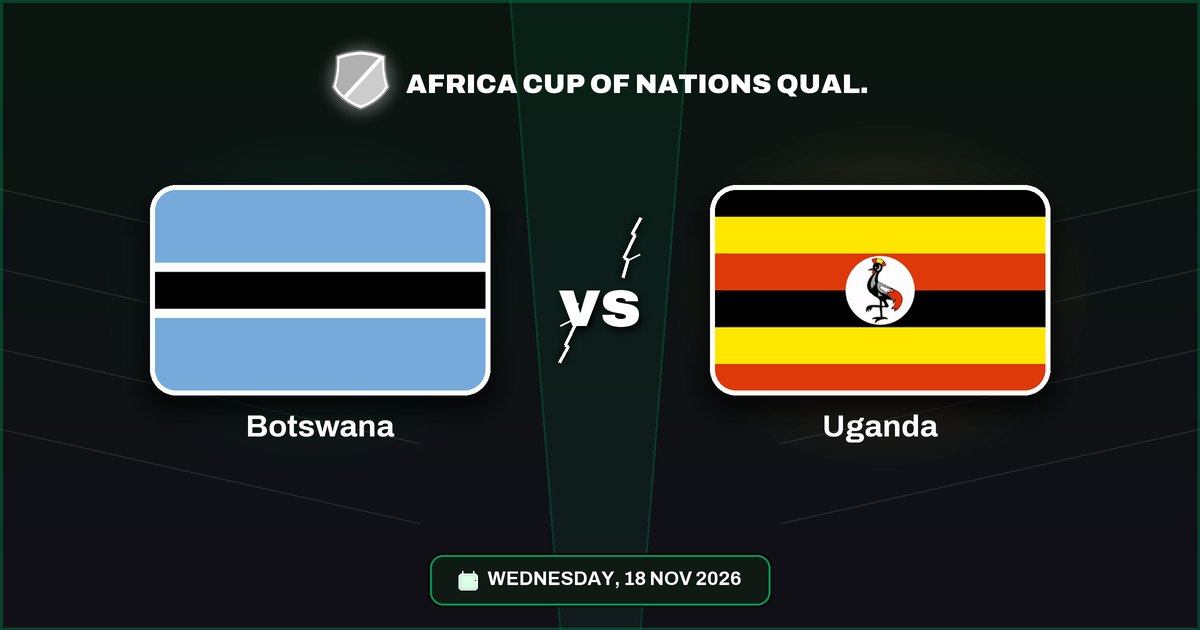 AFRICA CUP OF NATIONS QUAL.
VS
Botswana
Uganda
WEDNESDAY, 18 NOV 2026